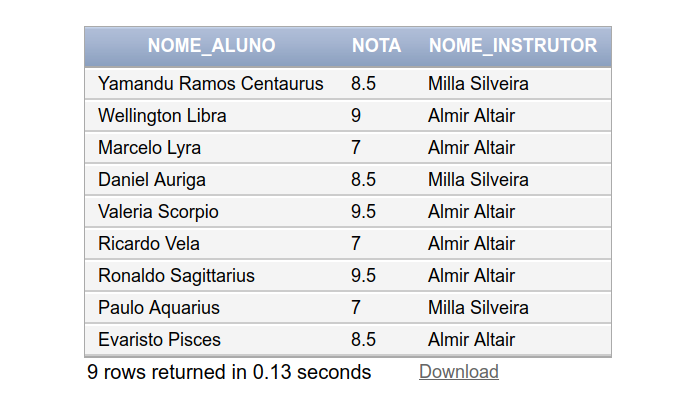 NOME_ALUNO NOTA NOME_INSTRUTOR
Yamandu Ramos Centaurus 8.5 Milla Silveira
Wellington Libra 9 Almir Altair
Marcelo Lyra 7 Almir Altair
Daniel Auriga 8.5 Milla Silveira
Valeria Scorpio 9.5 Almir Altair
Ricardo Vela 7 Almir Altair
Ronaldo Sagittarius 9.5 Almir Altair
Paulo Aquarius 7 Milla Silveira
Evaristo Pisces 8.5 Almir Altair
9 rows returned in 0.13 seconds Download